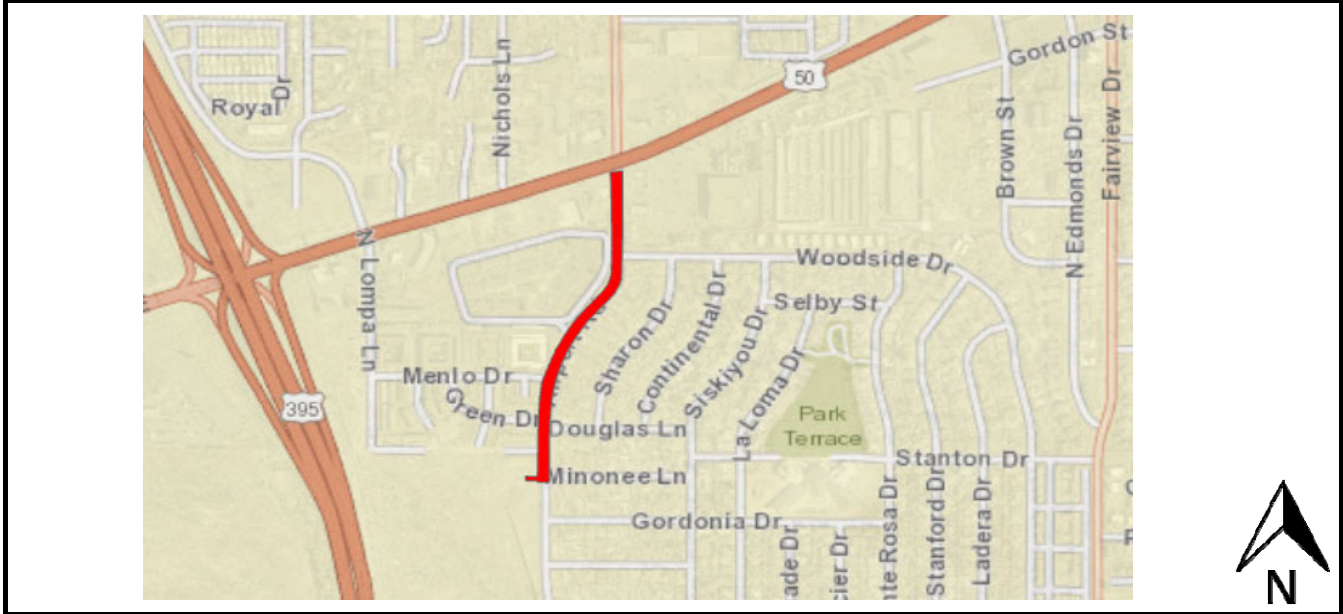 Gordon St
50
Nichols Ln
Royal Dr
Fairview Dr
Brown St
N Edmonds Dr
N Lompa Ln
Woodside Dr
Selby St
Sharon Dr
Continental Dr
Siskiyou Dr
La Loma Dr
Menlo Dr
395
Green Dr
Park
Terrace
Douglas Ln
Stanton Dr
Minonee Ln
Gordonia Dr
Stanford Dr
Ladera Dr
N